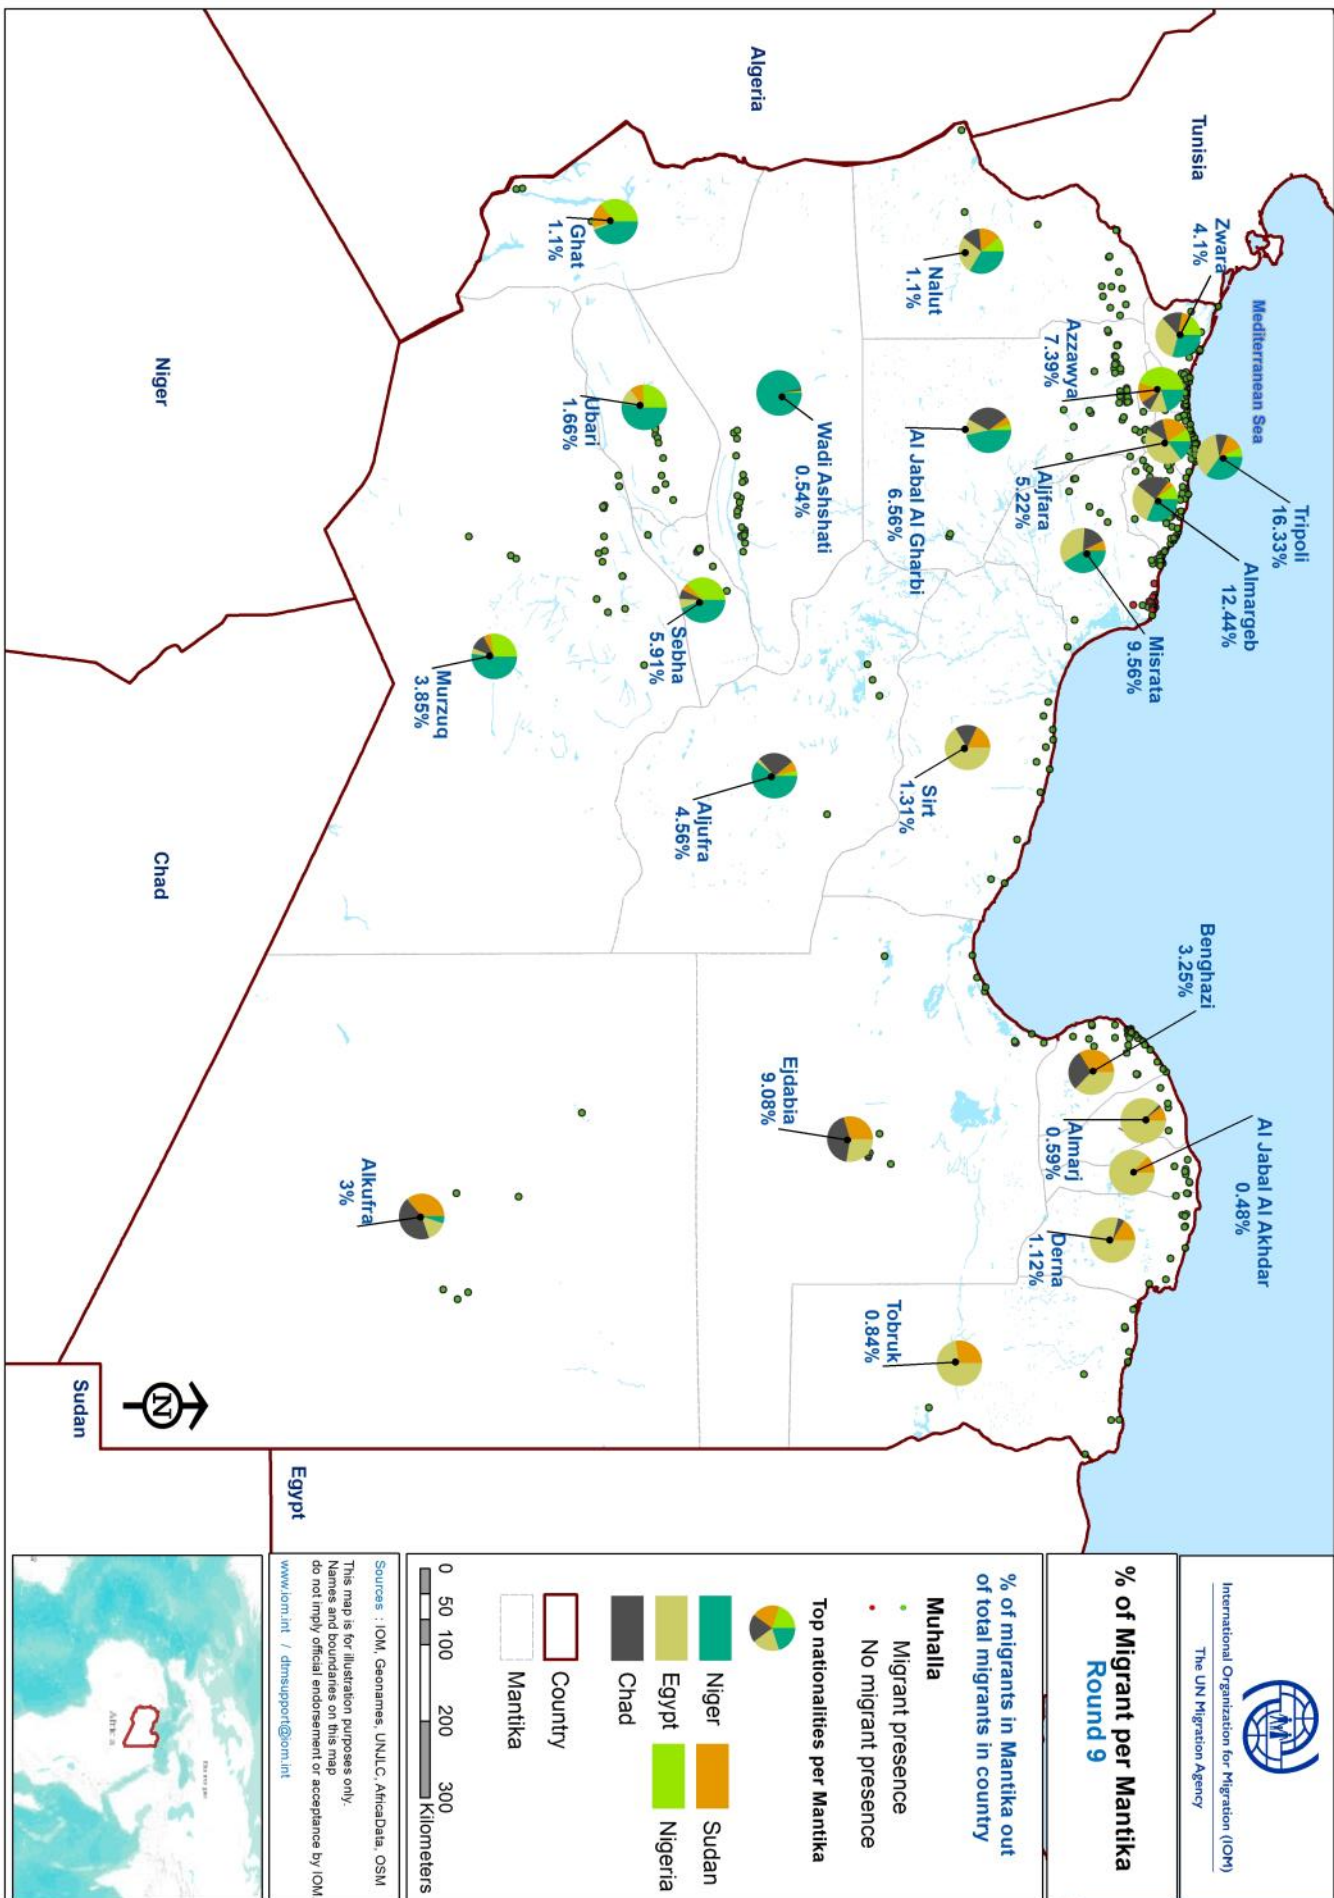 Tunisia
Mediterranean Sea
Algeria
Niger
Chad
Sudan
Egypt
Zwara
4.1%
Tripoli
16.33%
Almargeb
12.44%
Misrata
9.56%
Azzawya
7.39%
Aljfara
5.22%
Nalut
1.1%
Al Jabal Al Gharbi
6.56%
Wadi Ashshati
0.54%
Ghat
1.1%
Ubari
1.66%
Sebha
5.91%
Murzuq
3.85%
Aljufra
4.56%
Sirt
1.31%
Benghazi
3.25%
Almarj
0.59%
Al Jabal Al Akhdar
0.48%
Derna
1.12%
Tobruk
0.84%
Ejdabia
9.08%
Alkufra
3%
N
International Organization for Migration (IOM)
The UN Migration Agency
% of Migrant per Mantika
Round 9
% of migrants in Mantika out
of total migrants in country
Muhalla
Migrant presence
No migrant presence
Top nationalities per Mantika
Niger
Sudan
Egypt
Nigeria
Chad
Country
Mantika
0 50 100 200 300
Kilometers
Sources : IOM, Geonames, UNJLC, AfricaData, OSM
This map is for illustration purposes only.
Names and boundaries on this map
do not imply official endorsement or acceptance by IOM
www.iom.int / dtmsupport@iom.int
Africa